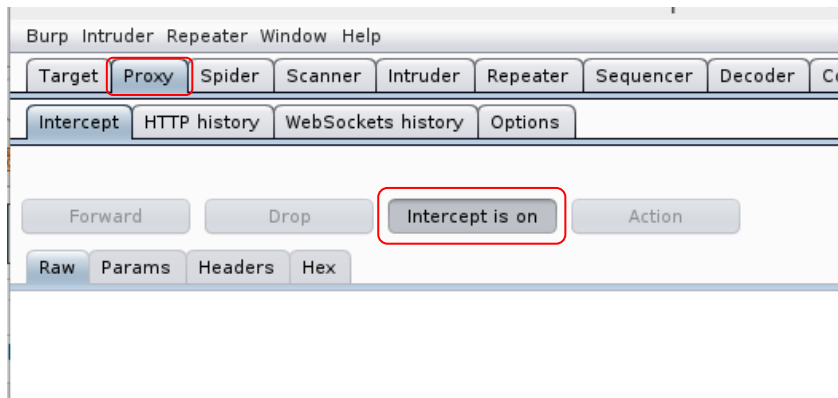 Burp Intruder Repeater Window Help
Target Proxy Spider Scanner Intruder Repeater Sequencer Decoder
Intercept HTTP history WebSockets history Options
Forward Drop Intercept is on Action
Raw Params Headers Hex